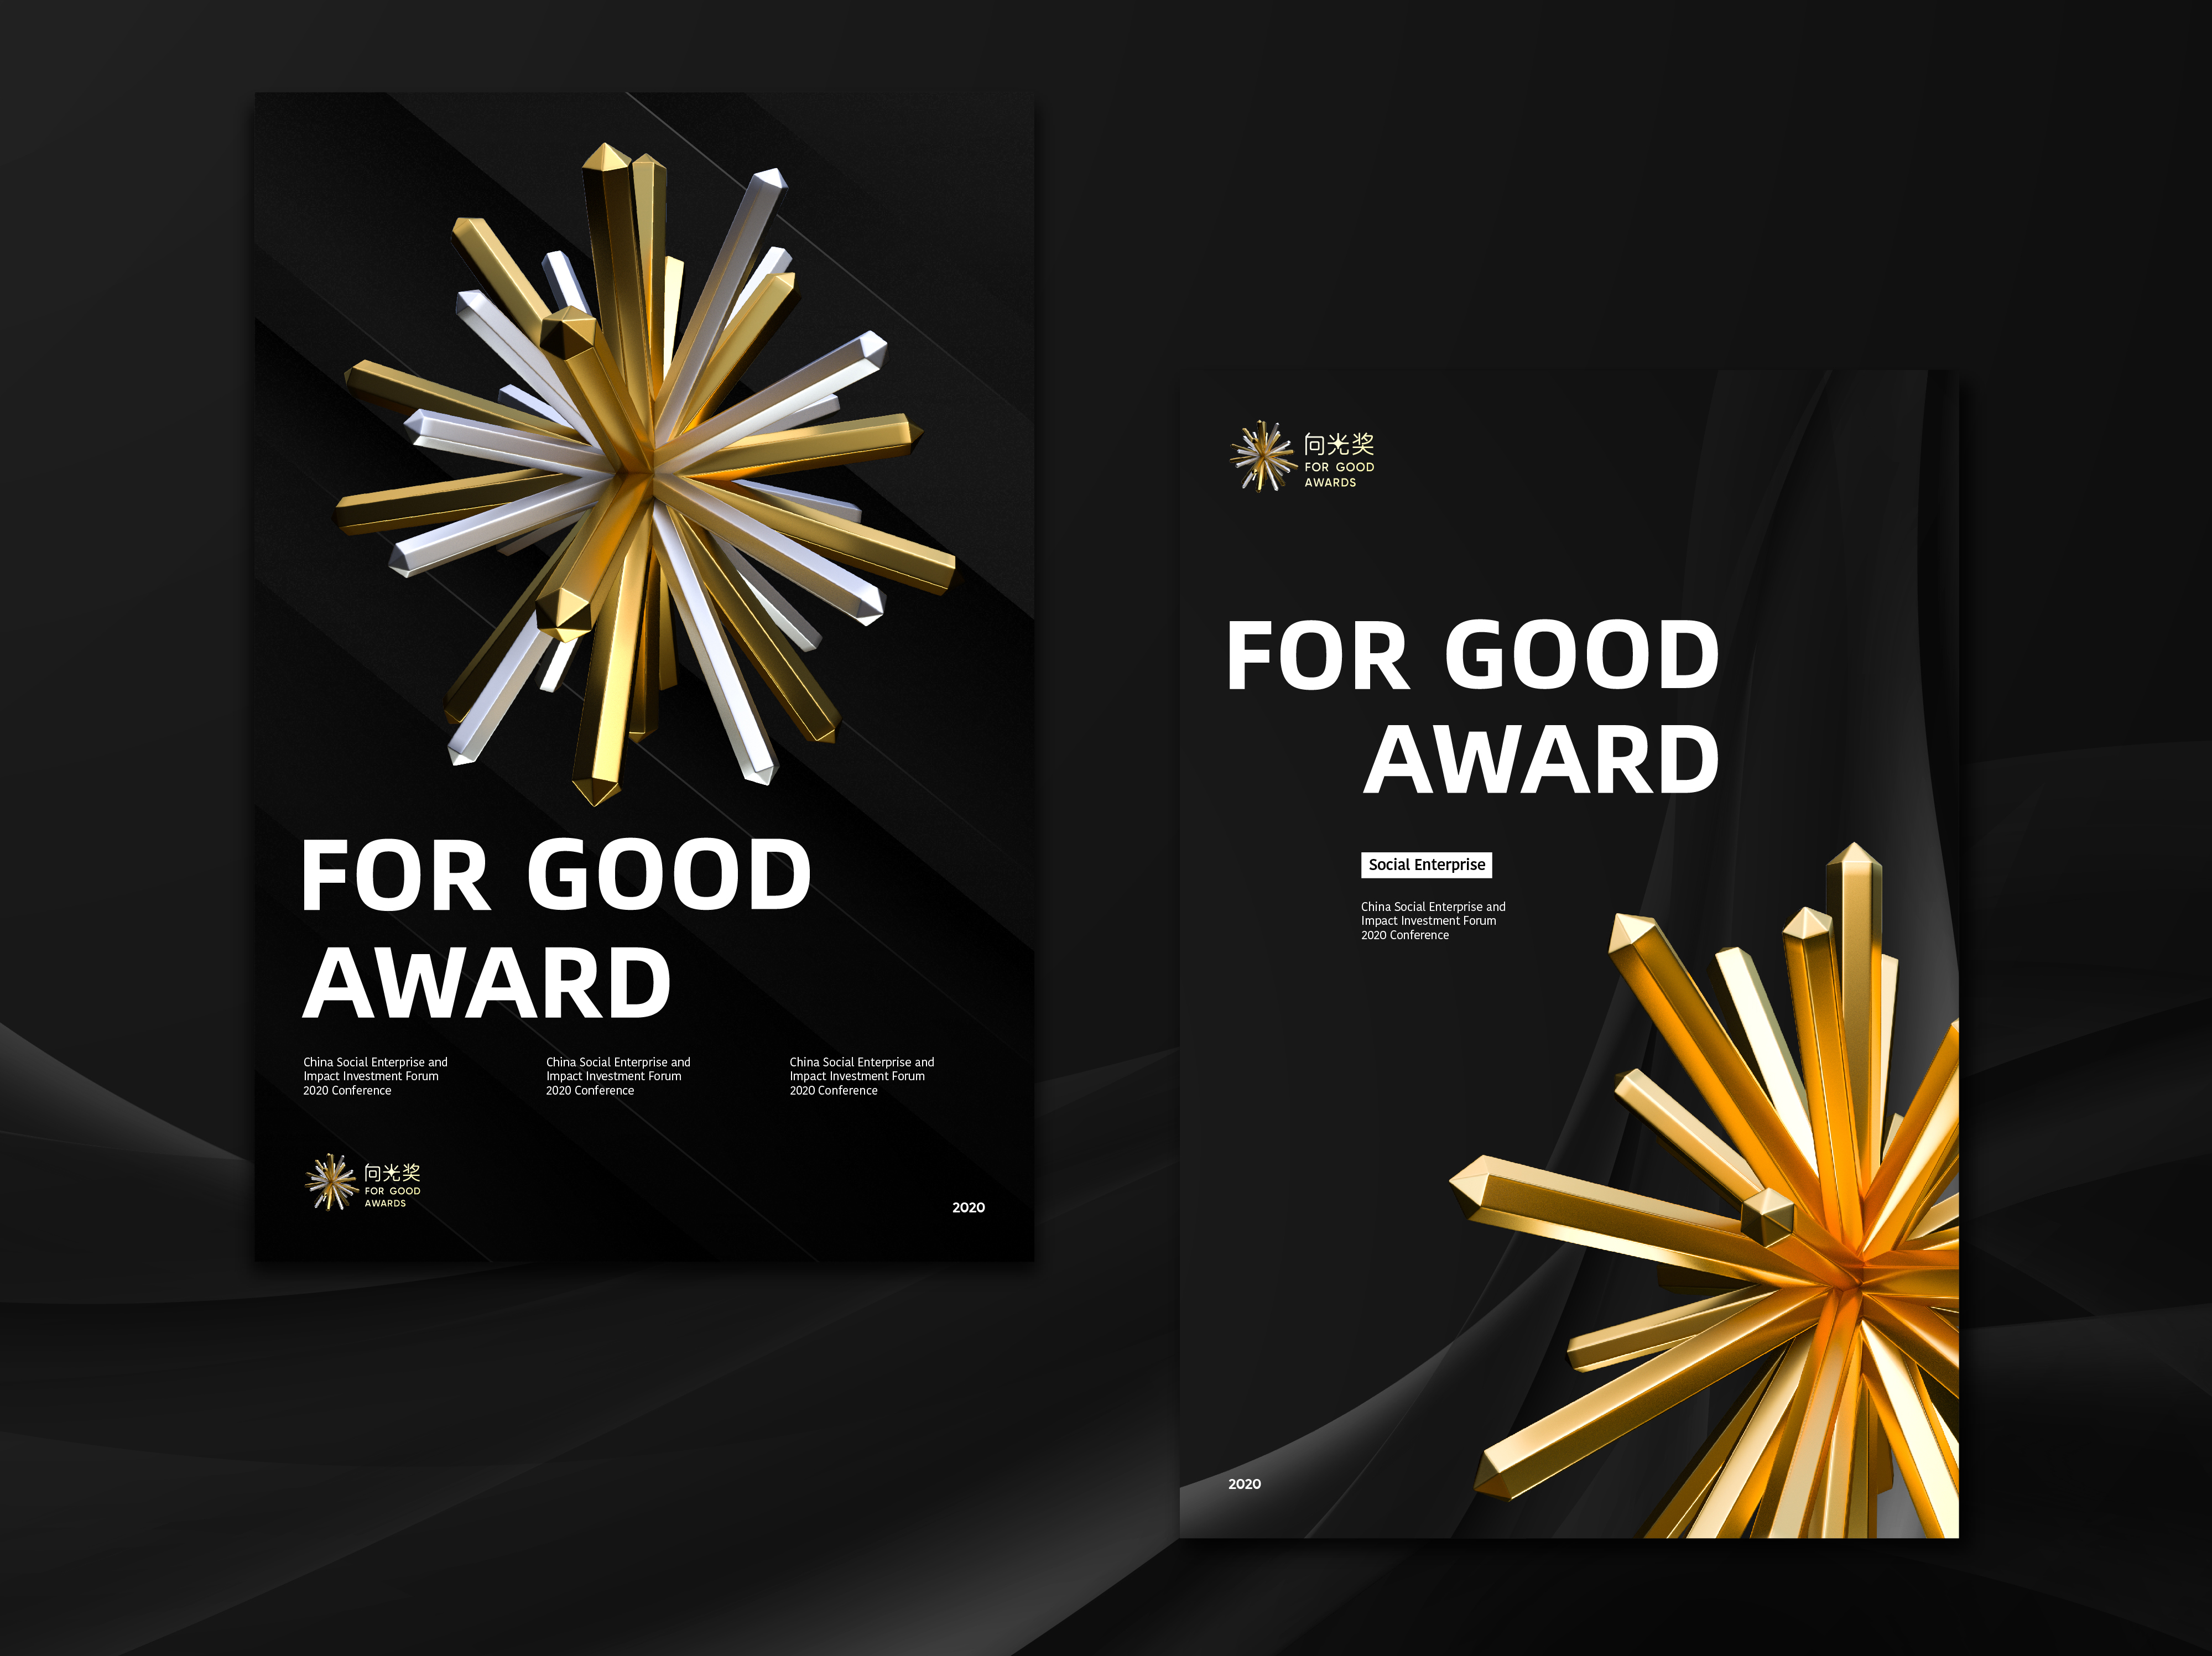 FOR GOOD
AWARD
China Social Enterprise and
Impact Investment Forum
2020 Conference
China Social Enterprise and
Impact Investment Forum
2020 Conference
China Social Enterprise and
Impact Investment Forum
2020 Conference
向光奖
FOR GOOD
AWARDS
2020
向光奖
FOR GOOD
AWARDS
FOR GOOD
AWARD
Social Enterprise
China Social Enterprise and
Impact Investment Forum
2020 Conference
2020